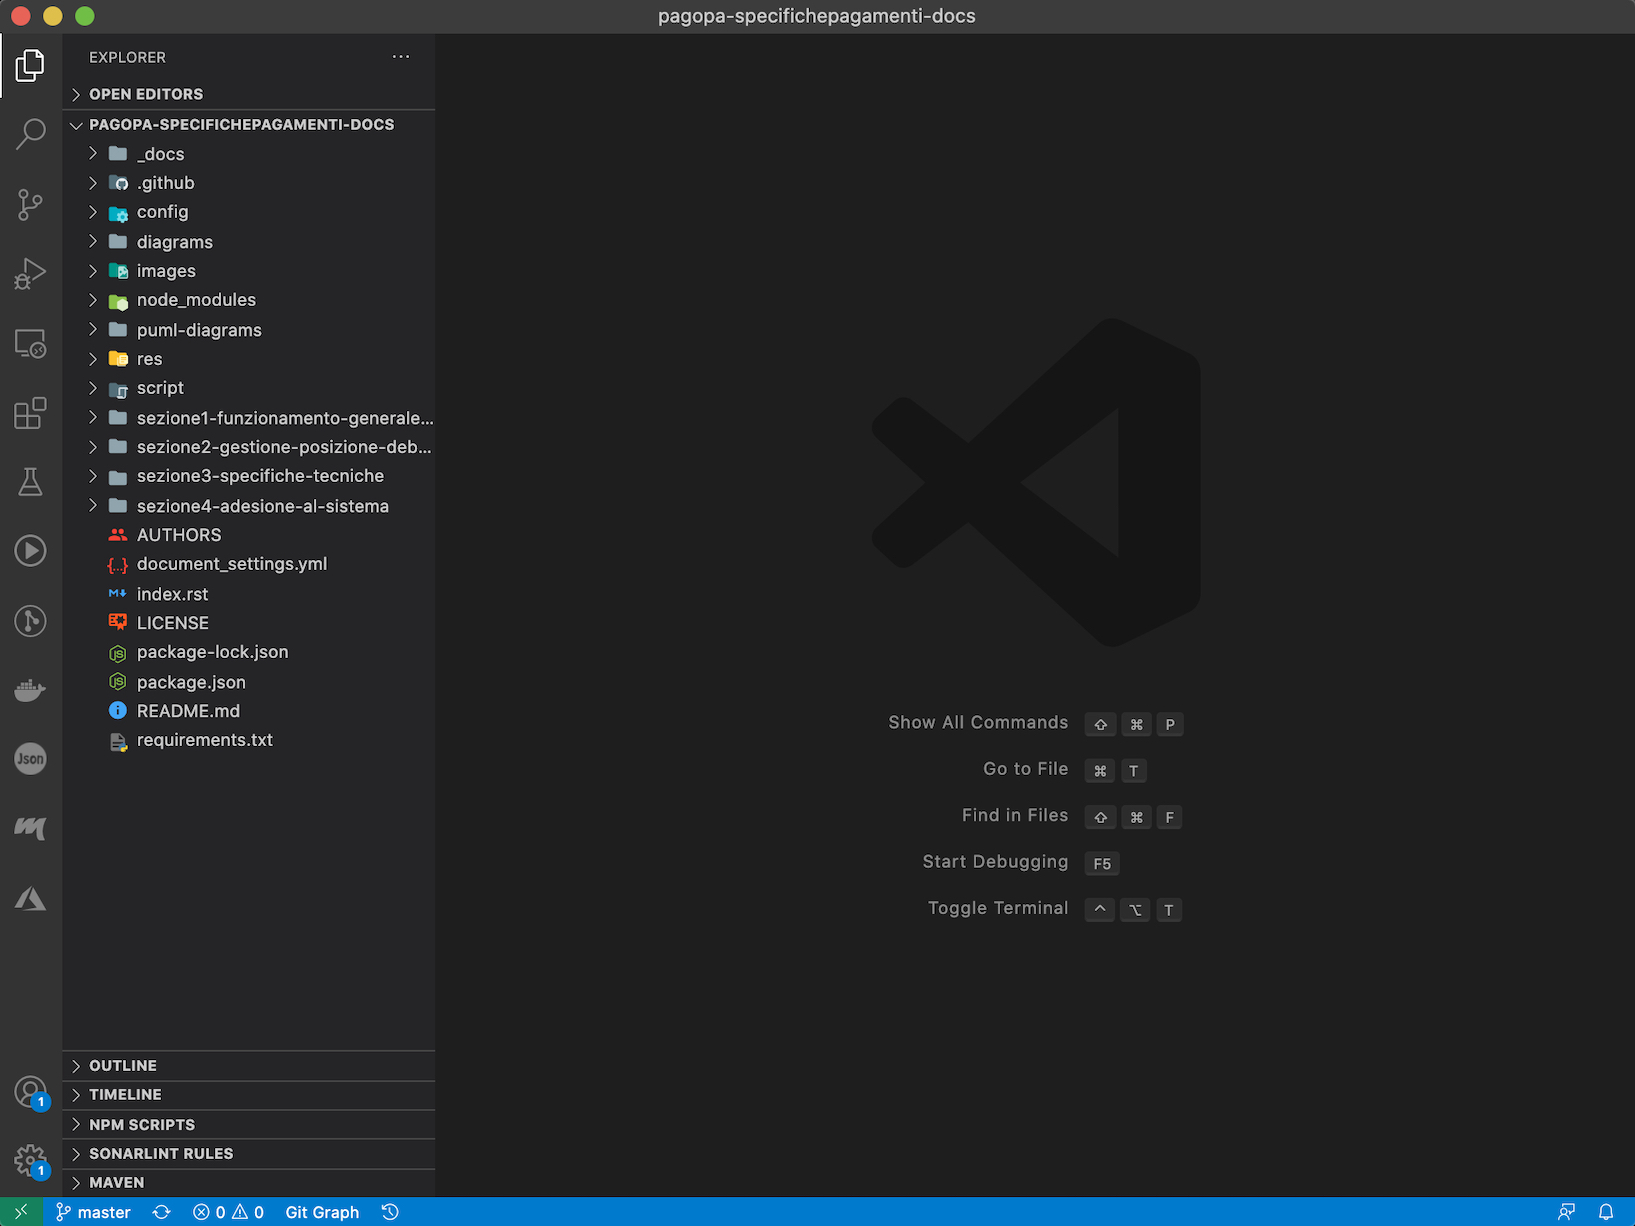 pagopa-specifichepagamenti-docs
EXPLORER
OPEN EDITORS
PAGOPA-SPECIFICHEPAGAMENTI-DOCS
_docs
.github
config
diagrams
images
node_modules
puml-diagrams
res
script
sezione1-funzionamento-generale...
sezione2-gestione-posizione-deb...
sezione3-specifiche-tecniche
sezione4-adesione-al-sistema
AUTHORS
document_settings.yml
index.rst
LICENSE
package-lock.json
package.json
README.md
requirements.txt
Json
Show All Commands ⇧ ⌘ P
Go to File ⌘ T
Find in Files ⇧ ⌘ F
Start Debugging F5
Toggle Terminal ^ ⌥ T
OUTLINE
TIMELINE
NPM SCRIPTS
SONARLINT RULES
MAVEN
1
1
master 0 0 Git Graph